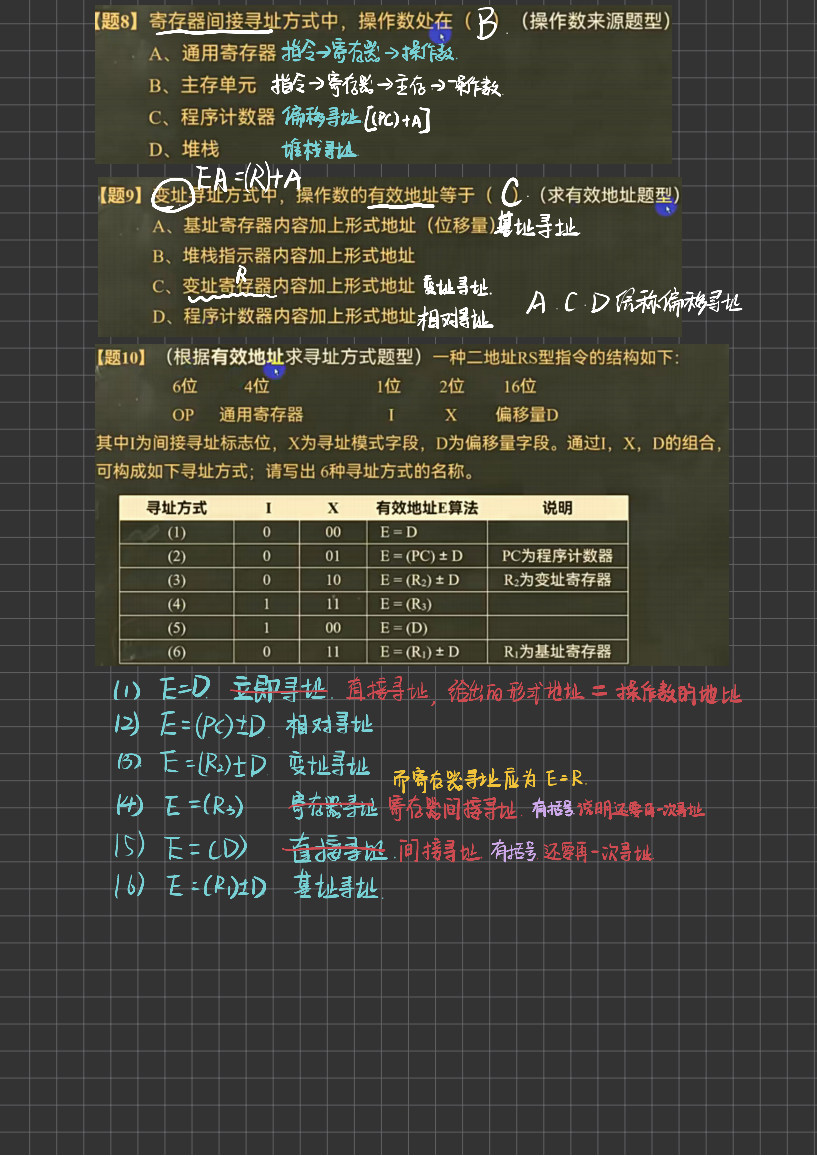 【题8】寄存器间接寻址方式中，操作数处在（ B ）（操作数来源题型）
A、通用寄存器 指令→寄存器→操作数.
B、主存单元 指令→寄存器→主存→操作数
C、程序计数器 偏移寻址 [(PC)+A]
D、堆栈 堆栈寻址
EA=(R)+A
【题9】变址寻址方式中，操作数的有效地址等于（ C （求有效地址题型）
A、基址寄存器内容加上形式地址（位移量）基址寻址
B、堆栈指示器内容加上形式地址
R
C、变址寄存器内容加上形式地址 变址寻址.
D、程序计数器内容加上形式地址 相对寻址
A.C.D 统称偏移寻址
【题10】（根据有效地址求寻址方式题型）一种二地址RS型指令的结构如下：
6位 4位 1位 2位 16位
OP 通用寄存器 I X 偏移量D
其中I为间接寻址标志位，X为寻址模式字段，D为偏移量字段。通过I，X，D的组合，
可构成如下寻址方式；请写出 6种寻址方式的名称。
寻址方式 I X 有效地址E算法 说明
(1) 0 00 E = D
(2) 0 01 E = (PC) ± D PC为程序计数器
(3) 0 10 E = (R₂) ± D R₂为变址寄存器
(4) 1 11 E = (R₃)
(5) 1 00 E = (D)
(6) 0 11 E = (R₁) ± D R₁为基址寄存器
(1) E=D 立即寻址. 直接寻址, 给出的形式地址 = 操作数的地址
(2) E=(PC)±D 相对寻址
(3) E=(R₂)±D 变址寻址
而寄存器寻址应为 E=R.
(4) E=(R₃) 寄存器寻址 寄存器间接寻址. 有括号 说明还要再一次寻址
(5) E=(D) 直接寻址. 间接寻址. 有括号 还要再一次寻址
(6) E=(R₁)±D 基址寻址.